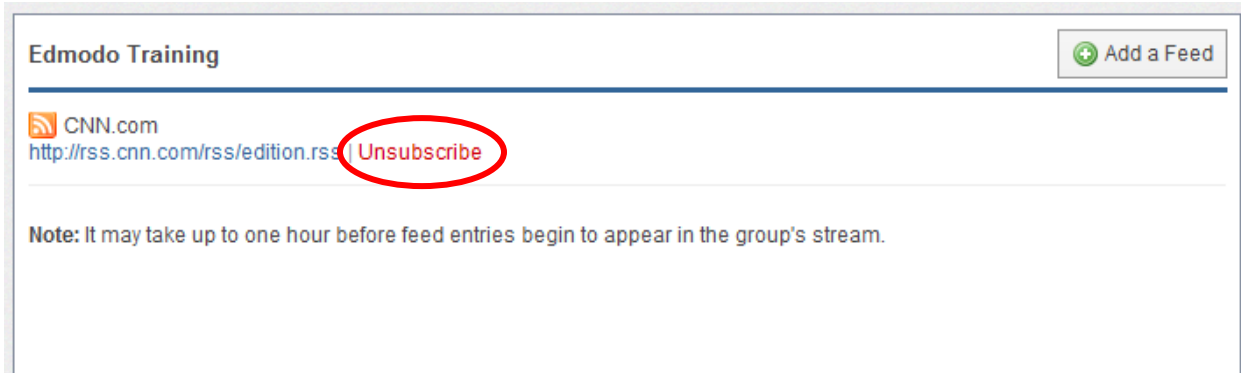 Edmodo Training
Add a Feed
CNN.com
http://rss.cnn.com/rss/edition.rss | Unsubscribe
Note: It may take up to one hour before feed entries begin to appear in the group's stream.